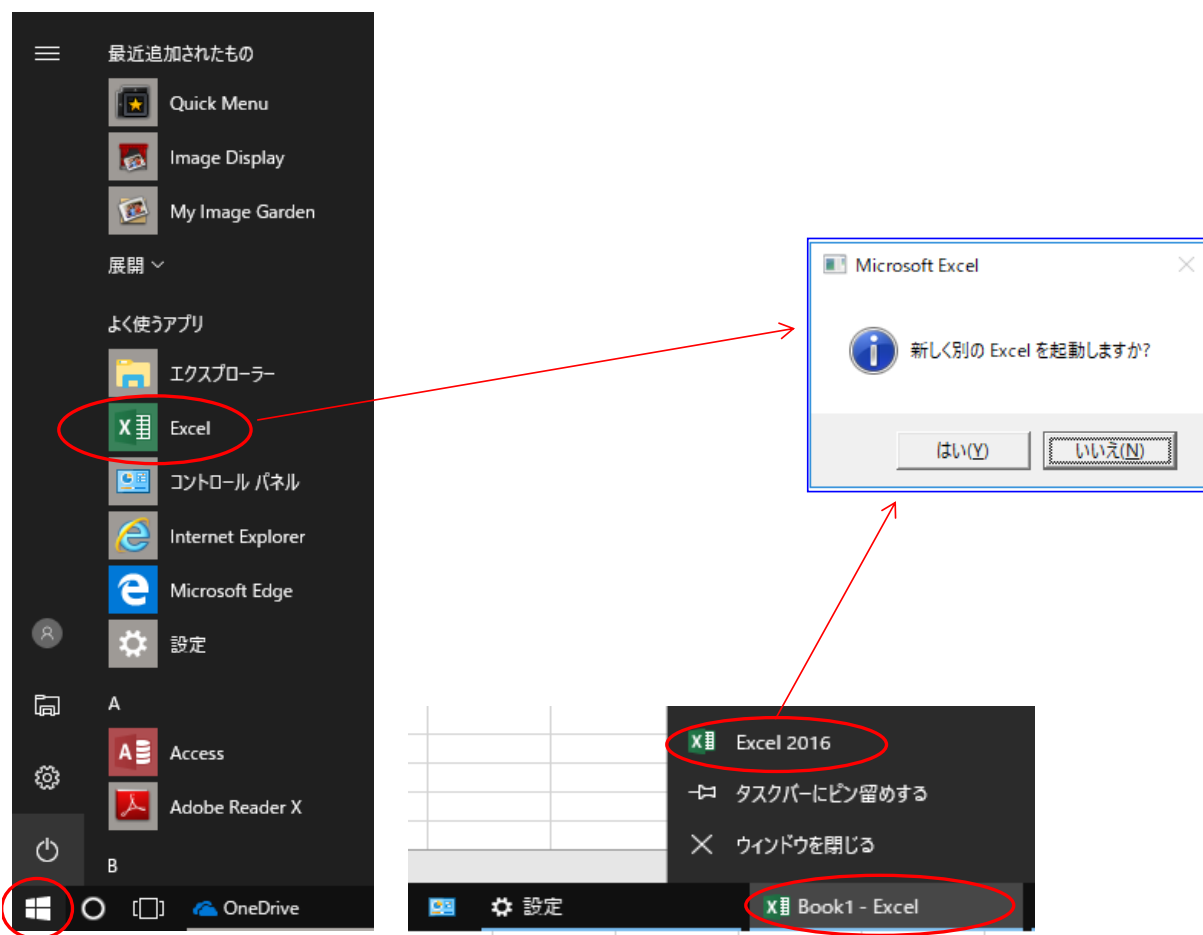 最近追加されたもの
Quick Menu
Image Display
My Image Garden
展開
よく使うアプリ
エクスプローラー
Excel
コントロール パネル
Internet Explorer
Microsoft Edge
設定
A
Access
Adobe Reader X
B
OneDrive
Microsoft Excel
新しく別の Excel を起動しますか?
はい(Y)
いいえ(N)
Excel 2016
タスクバーにピン留めする
ウィンドウを閉じる
設定
Book1 - Excel